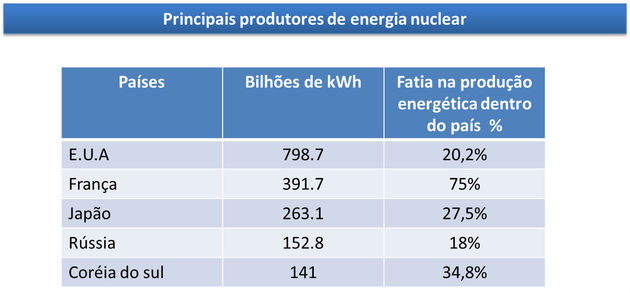 Principais produtores de energia nuclear
Países Bilhões de kWh Fatia na produção
energética dentro
do país %
E.U.A 798.7 20,2%
França 391.7 75%
Japão 263.1 27,5%
Rússia 152.8 18%
Coréia do sul 141 34,8%